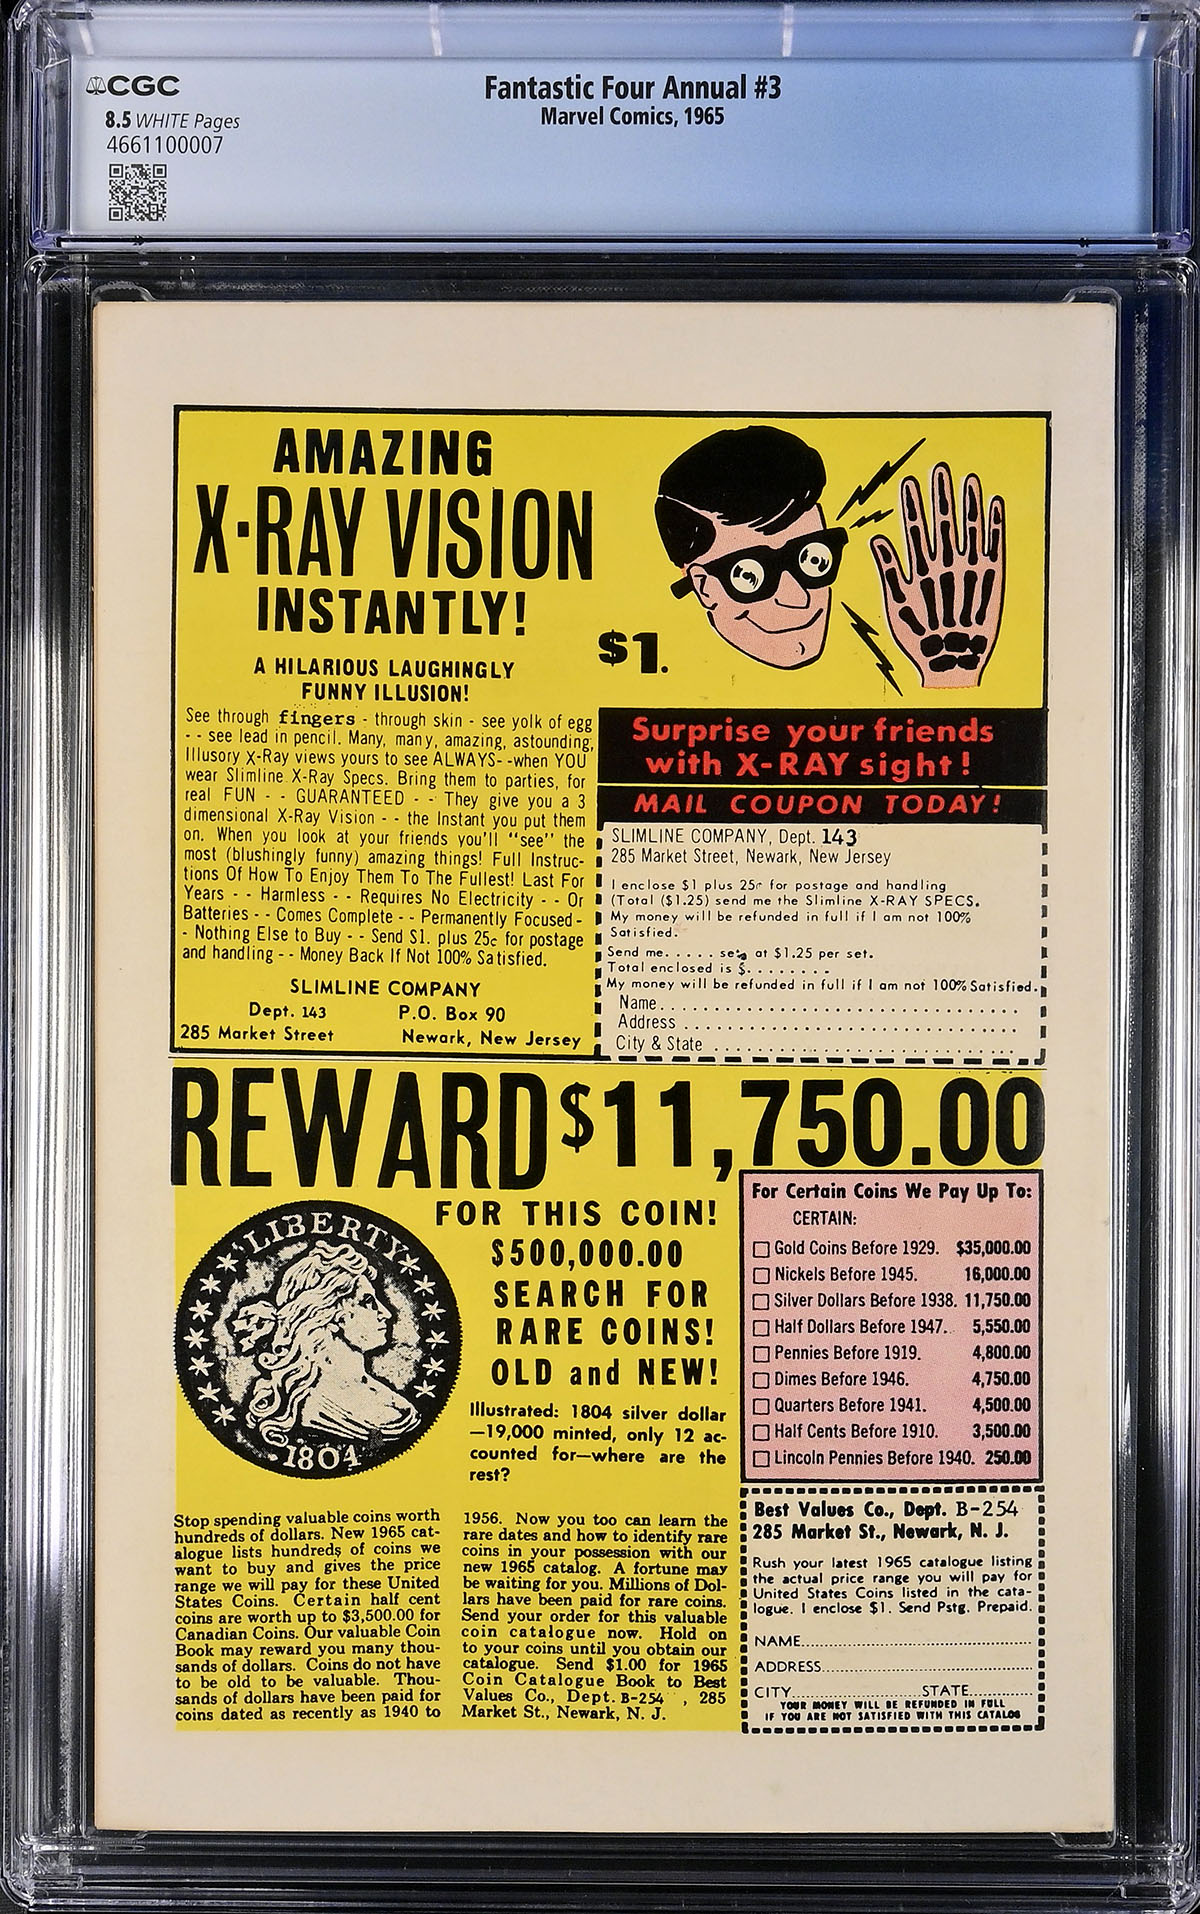 CGC
8.5 WHITE Pages
4661100007
Fantastic Four Annual #3
Marvel Comics, 1965
AMAZING
X-RAY VISION
INSTANTLY!
A HILARIOUS LAUGHINGLY
FUNNY ILLUSION!
$1.
See through fingers - through skin - see yolk of egg
- - see lead in pencil. Many, many, amazing, astounding,
Illusory X-Ray views yours to see ALWAYS- -when YOU
wear Slimline X-Ray Specs. Bring them to parties, for
real FUN - - GUARANTEED - - They give you a 3
dimensional X-Ray Vision - - the Instant you put them
on. When you look at your friends you'll "see" the
most (blushingly funny) amazing things! Full Instruc-
tions Of How To Enjoy Them To The Fullest! Last For
Years - - Harmless - - Requires No Electricity - - Or
Batteries - - Comes Complete - - Permanently Focused -
- Nothing Else to Buy - - Send $1. plus 25c for postage
and handling - - Money Back If Not 100% Satisfied.
SLIMLINE COMPANY
Dept. 143 P.O. Box 90
285 Market Street Newark, New Jersey
Surprise your friends
with X-RAY sight!
MAIL COUPON TODAY!
SLIMLINE COMPANY, Dept. 143
285 Market Street, Newark, New Jersey
I enclose $1 plus 25c for postage and handling
(Total ($1.25) send me the Slimline X-RAY SPECS.
My money will be refunded in full if I am not 100%
Satisfied.
Send me. . . . . sets at $1.25 per set.
Total enclosed is $. . . . . . . .
My money will be refunded in full if I am not 100% Satisfied.
Name
Address
City & State
REWARD $11,750.00
LIBERTY
1804
FOR THIS COIN!
$500,000.00
SEARCH FOR
RARE COINS!
OLD and NEW!
Illustrated: 1804 silver dollar
—19,000 minted, only 12 ac-
counted for—where are the
rest?
Stop spending valuable coins worth
hundreds of dollars. New 1965 cat-
alogue lists hundreds of coins we
want to buy and gives the price
range we will pay for these United
States Coins. Certain half cent
coins are worth up to $3,500.00 for
Canadian Coins. Our valuable Coin
Book may reward you many thou-
sands of dollars. Coins do not have
to be old to be valuable. Thou-
sands of dollars have been paid for
coins dated as recently as 1940 to
1956. Now you too can learn the
rare dates and how to identify rare
coins in your possession with our
new 1965 catalog. A fortune may
be waiting for you. Millions of Dol-
lars have been paid for rare coins.
Send your order for this valuable
coin catalogue now. Hold on
to your coins until you obtain our
catalogue. Send $1.00 for 1965
Coin Catalogue Book to Best
Values Co., Dept. B-254 , 285
Market St., Newark, N. J.
For Certain Coins We Pay Up To:
CERTAIN:
Gold Coins Before 1929. $35,000.00
Nickels Before 1945. 16,000.00
Silver Dollars Before 1938. 11,750.00
Half Dollars Before 1947. 5,550.00
Pennies Before 1919. 4,800.00
Dimes Before 1946. 4,750.00
Quarters Before 1941. 4,500.00
Half Cents Before 1910. 3,500.00
Lincoln Pennies Before 1940. 250.00
Best Values Co., Dept. B-254
285 Market St., Newark, N. J.
Rush your latest 1965 catalogue listing
the actual price range you will pay for
United States Coins listed in the cata-
logue. I enclose $1. Send Pstg. Prepaid.
NAME
ADDRESS
CITY STATE
YOUR MONEY WILL BE REFUNDED IN FULL
IF YOU ARE NOT SATISFIED WITH THIS CATALOG